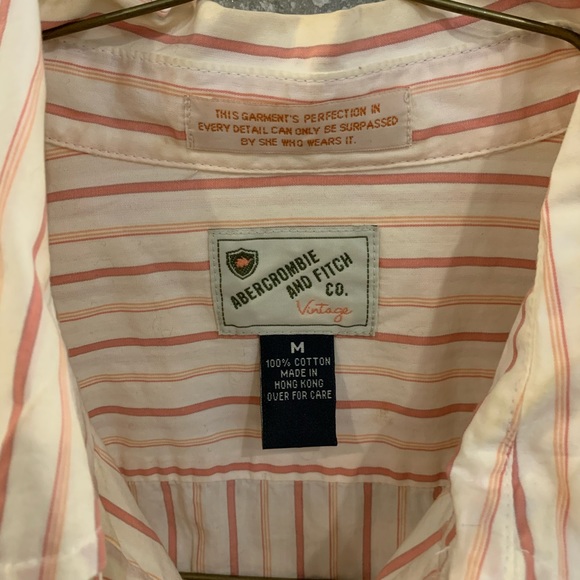 THIS GARMENT'S PERFECTION IN
EVERY DETAIL CAN ONLY BE SURPASSED
BY SHE WHO WEARS IT.
ABERCROMBIE
AND FITCH
CO.
Vintage
M
100% COTTON
MADE IN
HONG KONG
OVER FOR CARE